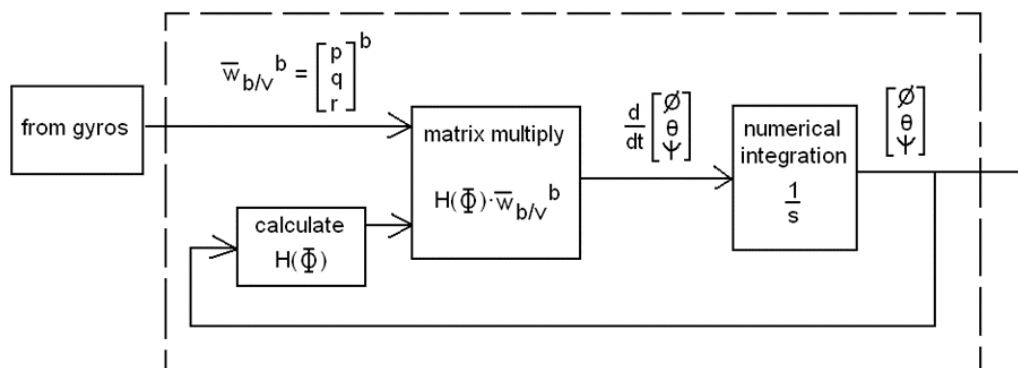 from gyros
w̅ b/v b = [p q r] b
matrix multiply
H(Φ̅)·w̅ b/v b
calculate
H(Φ̅)
d/dt [Ø θ Ψ]
numerical
integration
1/s
[Ø θ Ψ]